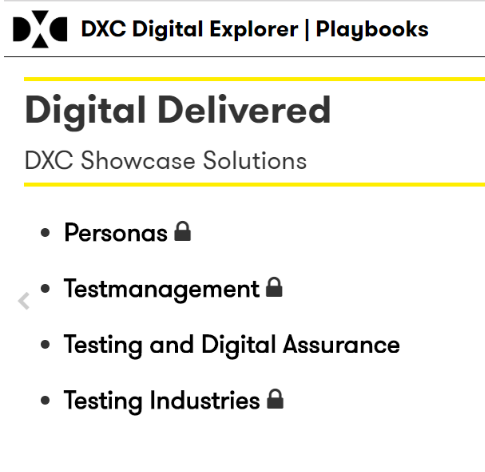 DXC Digital Explorer | Playbooks
Digital Delivered
DXC Showcase Solutions
Personas
Testmanagement
Testing and Digital Assurance
Testing Industries